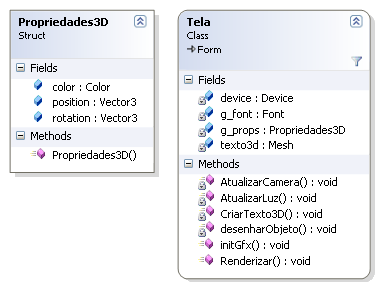 Propriedades3D
Struct
Fields
color : Color
position : Vector3
rotation : Vector3
Methods
Propriedades3D()
Tela
Class
Form
Fields
device : Device
g_font : Font
g_props : Propriedades3D
texto3d : Mesh
Methods
AtualizarCamera() : void
AtualizarLuz() : void
CriarTexto3D() : void
desenharObjeto() : void
initGfx() : void
Renderizar() : void